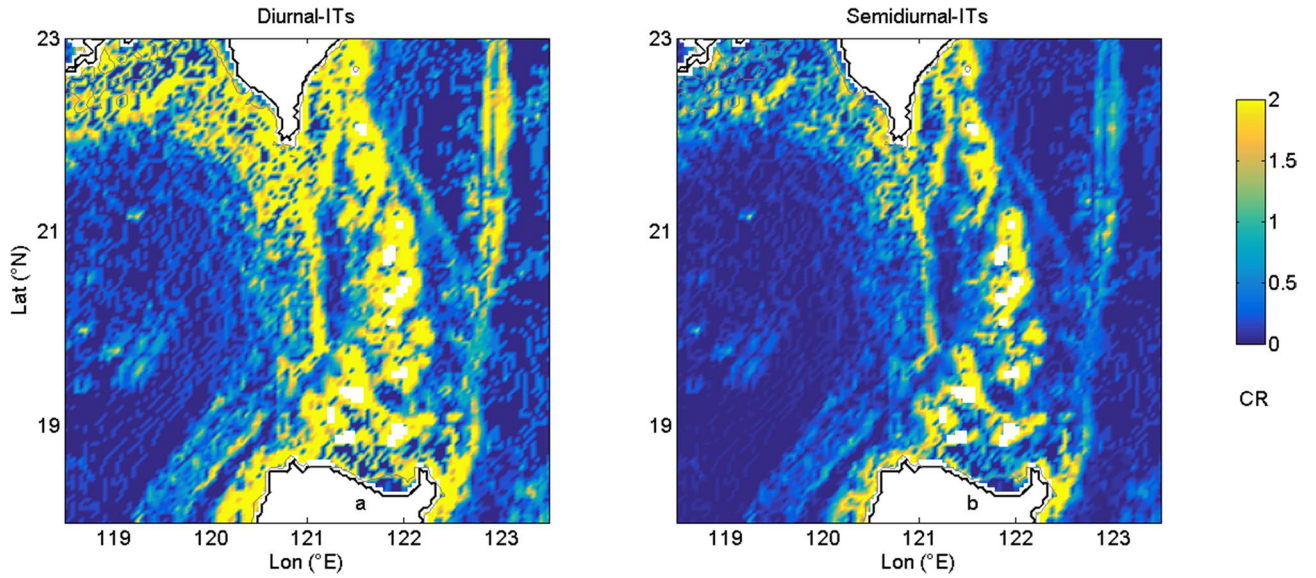 Diurnal-ITs
Semidiurnal-ITs
23
21
19
Lat (°N)
119 120 121 122 123
Lon (°E)
a
23
21
19
119 120 121 122 123
Lon (°E)
b
2
1.5
1
0.5
0
CR